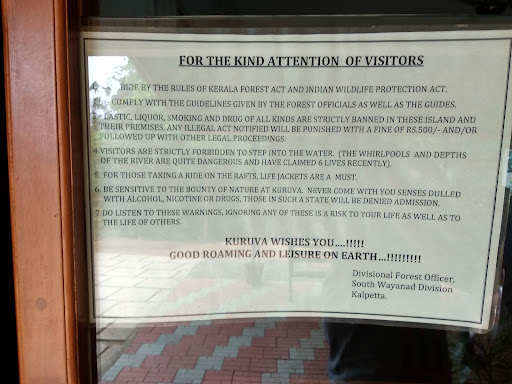 FOR THE KIND ATTENTION OF VISITORS
BIDE BY THE RULES OF KERALA FOREST ACT AND INDIAN WILDLIFE PROTECTION ACT.
COMPLY WITH THE GUIDELINES GIVEN BY THE FOREST OFFICIALS AS WELL AS THE GUIDES.
LASTIC, LIQUOR, SMOKING AND DRUG OF ALL KINDS ARE STRICTLY BANNED IN THESE ISLAND AND
THEIR PREMISES, ANY ILLEGAL ACT NOTIFIED WILL BE PUNISHED WITH A FINE OF RS.500/- AND/OR
FOLLOWED UP WITH OTHER LEGAL PROCEEDINGS.
4.VISITORS ARE STRICTLY FORBIDDEN TO STEP INTO THE WATER. (THE WHIRLPOOLS AND DEPTHS
OF THE RIVER ARE QUITE DANGEROUS AND HAVE CLAIMED 6 LIVES RECENTLY).
5. FOR THOSE TAKING A RIDE ON THE RAFTS, LIFE JACKETS ARE A MUST.
6. BE SENSITIVE TO THE BOUNTY OF NATURE AT KURUVA. NEVER COME WITH YOU SENSES DULLED
WITH ALCOHOL, NICOTINE OR DRUGS, THOSE IN SUCH A STATE WILL BE DENIED ADMISSION.
7.DO LISTEN TO THESE WARNINGS, IGNORING ANY OF THESE IS A RISK TO YOUR LIFE AS WELL AS TO
THE LIFE OF OTHERS.
KURUVA WISHES YOU....!!!!!
GOOD ROAMING AND LEISURE ON EARTH...!!!!!!!!!
Divisional Forest Officer,
South Wayanad Division
Kalpetta.